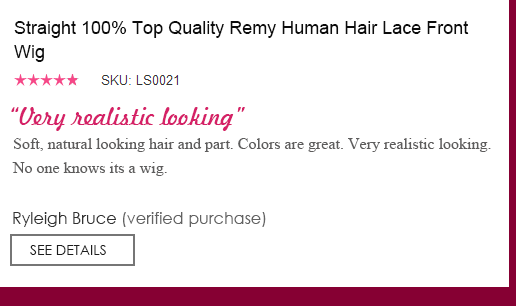 Straight 100% Top Quality Remy Human Hair Lace Front
Wig
★★★★★ SKU: LS0021
“Very realistic looking”
Soft, natural looking hair and part. Colors are great. Very realistic looking.
No one knows its a wig.
Ryleigh Bruce (verified purchase)
SEE DETAILS